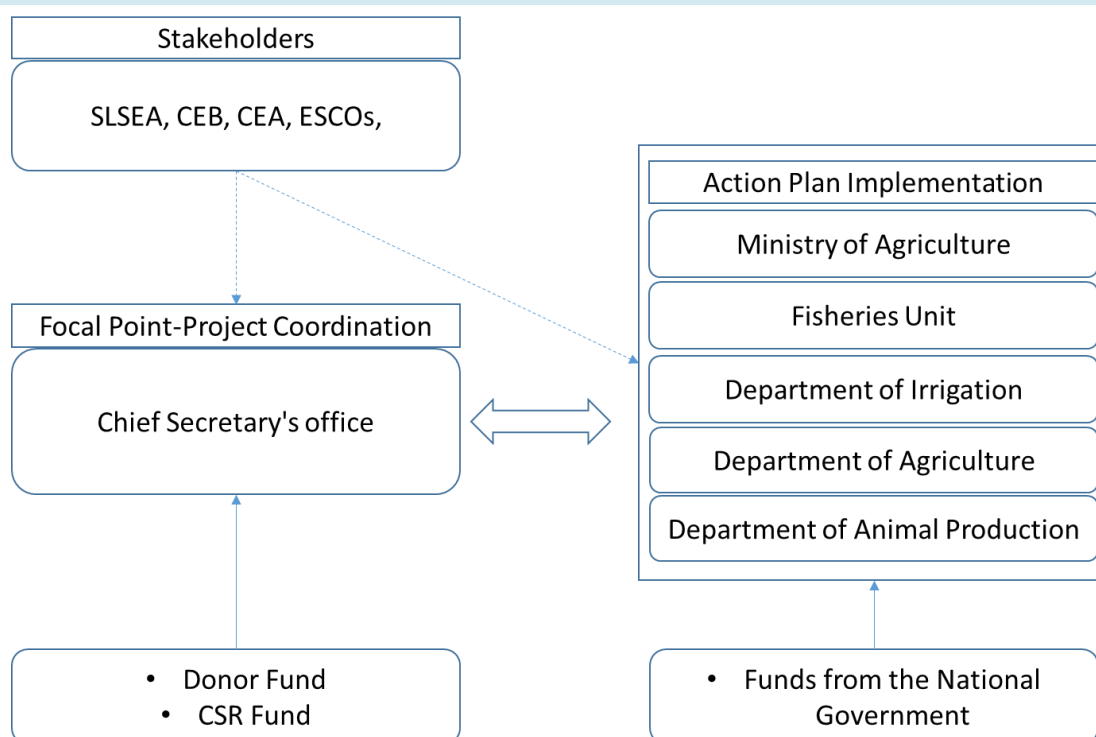 Stakeholders
SLSEA, CEB, CEA, ESCOs,
Focal Point-Project Coordination
Chief Secretary's office
• Donor Fund
• CSR Fund
Action Plan Implementation
Ministry of Agriculture
Fisheries Unit
Department of Irrigation
Department of Agriculture
Department of Animal Production
• Funds from the National
Government